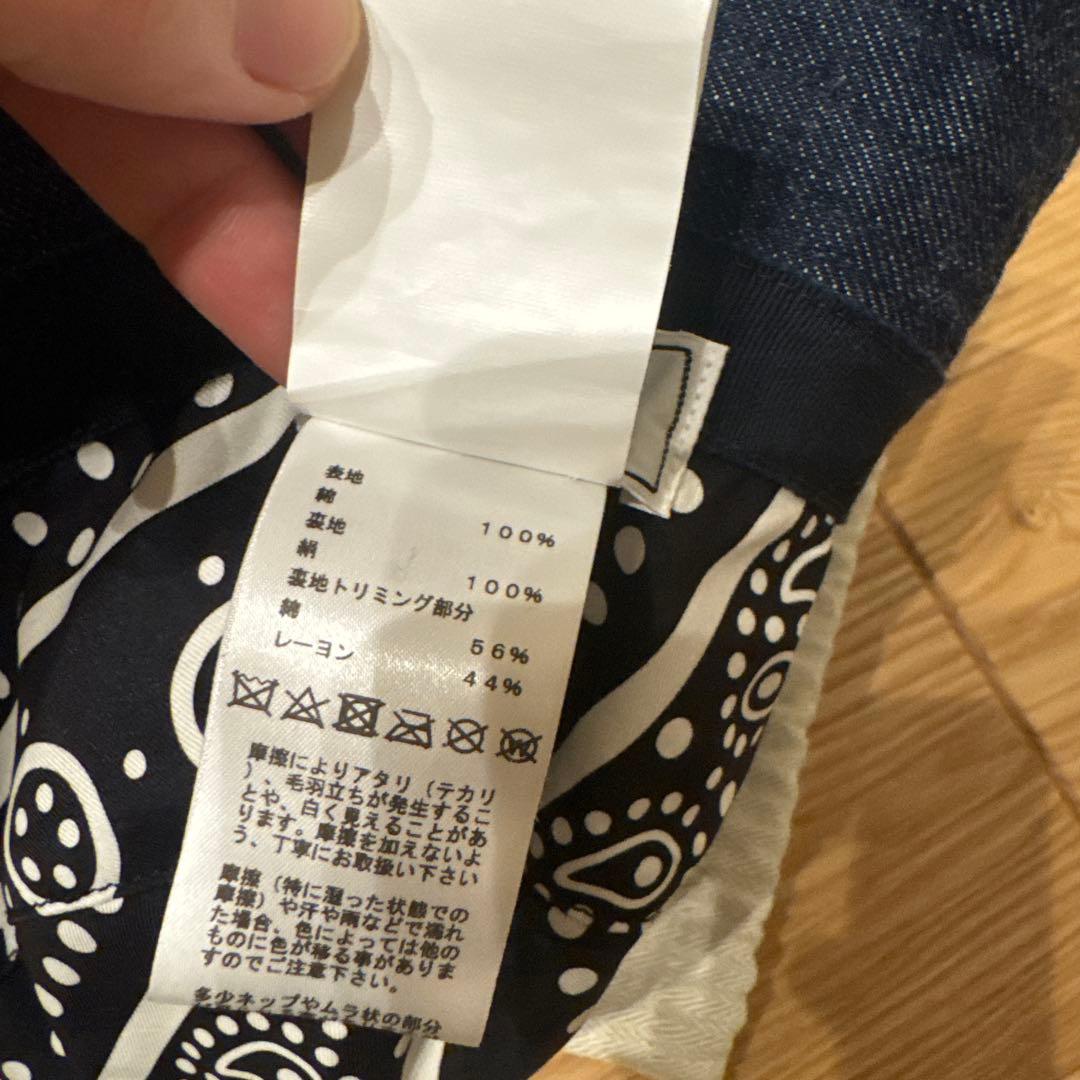 表地
綿 100%
裏地
絹 100%
裏地トリミング部分
綿 56%
レーヨン 44%
W
摩擦によりアタリ（テカリ
）、毛羽立ちが発生するこ
とや、白く見えることがあ
ります。摩擦を加えないよ
う、丁寧にお取扱い下さい
摩擦（特に湿った状態での
摩擦）や汗や雨などで濡れ
た場合、色によっては他の
ものに色が移る事がありま
すのでご注意下さい。
多少ネップやムラ状の部分